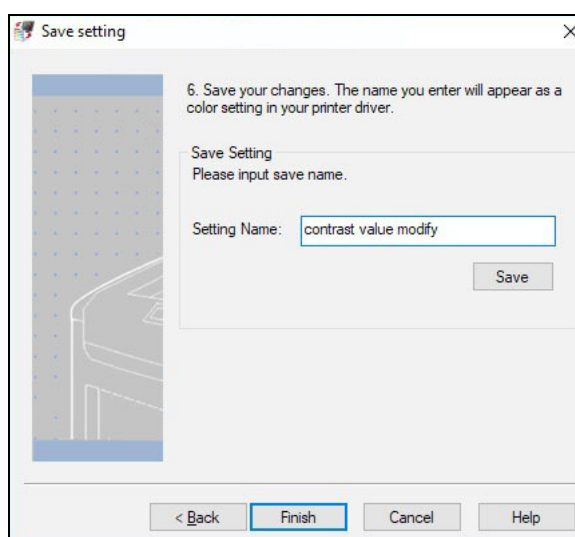 Save setting
6. Save your changes. The name you enter will appear as a
color setting in your printer driver.
Save Setting
Please input save name.
Setting Name: contrast value modify
Save
< Back Finish Cancel Help